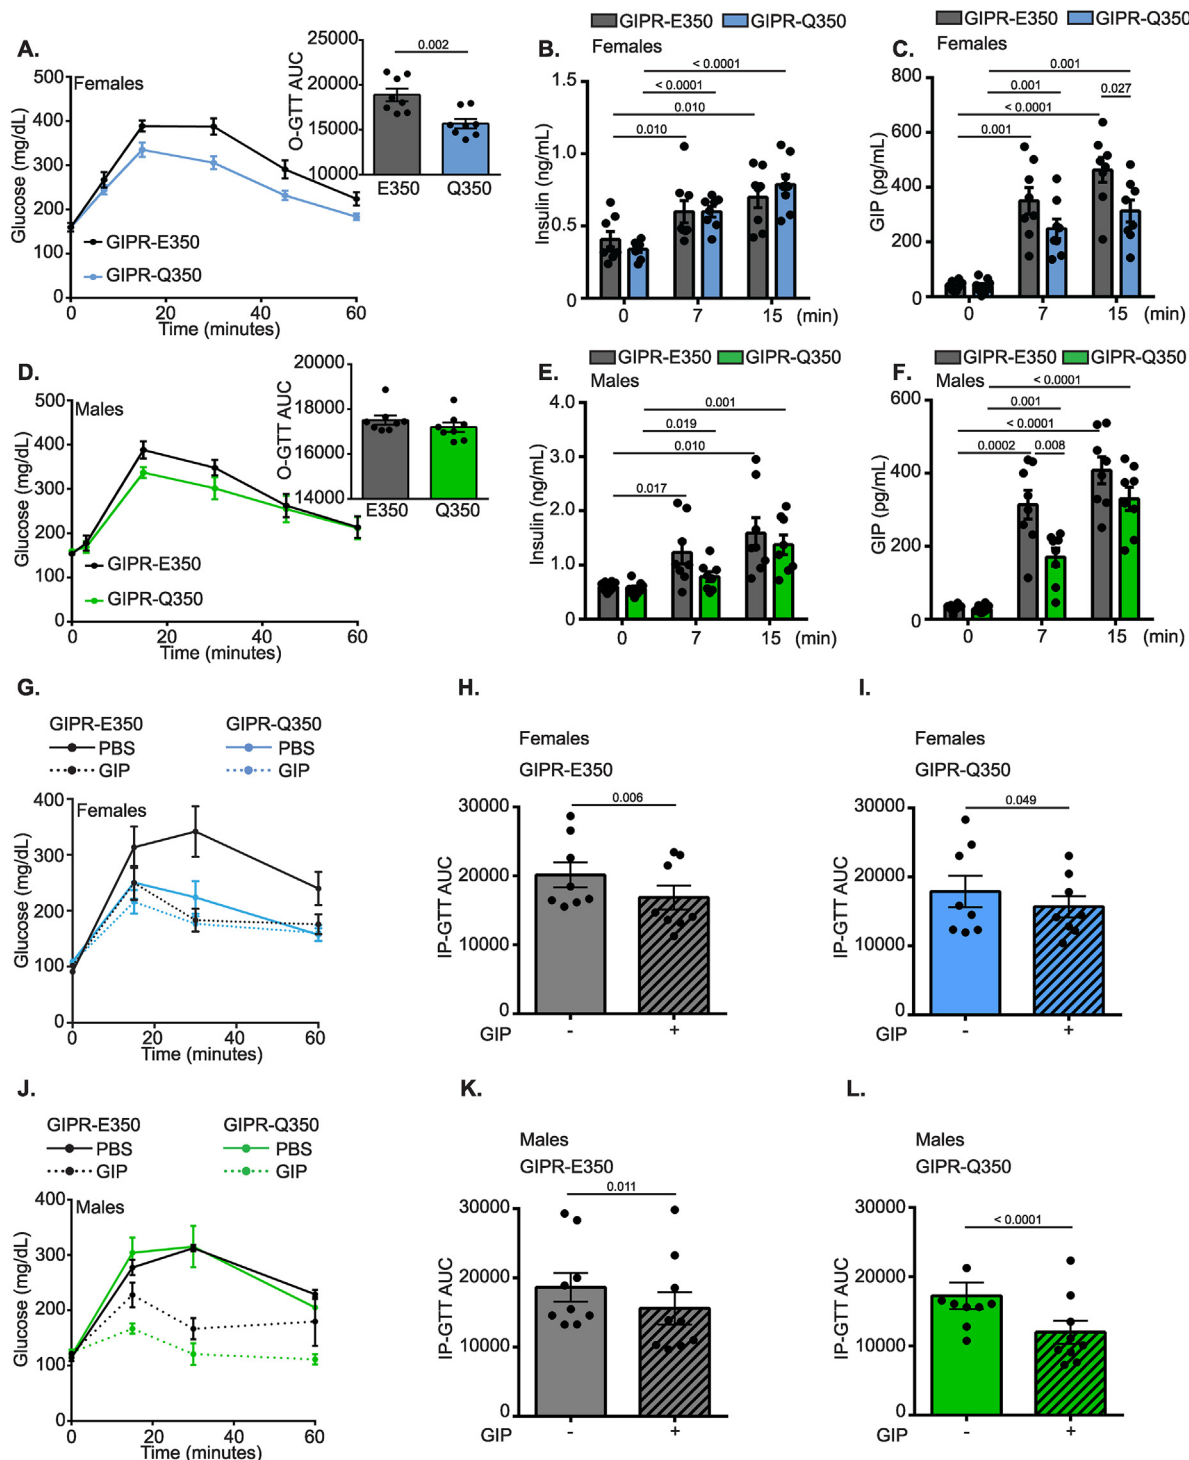 A.
Females
Glucose (mg/dL)
500
400
300
200
100
0
0 20 40 60
Time (minutes)
GIPR-E350
GIPR-Q350
O-GTT AUC
25000
20000
15000
10000
0.002
E350 Q350
B.
GIPR-E350 GIPR-Q350
Females
Insulin (ng/mL)
1.5
1.0
0.5
0
< 0.0001
< 0.0001
0.010
0.010
0 7 15 (min)
C.
GIPR-E350 GIPR-Q350
Females
GIP (pg/mL)
800
600
400
200
0
0.001
0.001
0.027
< 0.0001
0.001
0 7 15 (min)
D.
Males
Glucose (mg/dL)
500
400
300
200
100
0
0 20 40 60
Time (minutes)
GIPR-E350
GIPR-Q350
O-GTT AUC
20000
18000
16000
14000
E350 Q350
E.
GIPR-E350 GIPR-Q350
Males
Insulin (ng/mL)
4.0
3.0
2.0
1.0
0
0.001
0.019
0.010
0.017
0 7 15 (min)
F.
GIPR-E350 GIPR-Q350
Males
GIP (pg/mL)
600
400
200
0
< 0.0001
0.001
< 0.0001
0.0002 0.008
0 7 15 (min)
G.
GIPR-E350 GIPR-Q350
PBS PBS
GIP GIP
Females
Glucose (mg/dL)
400
300
200
100
0
0 20 40 60
Time (minutes)
H.
Females
GIPR-E350
IP-GTT AUC
30000
20000
10000
0
0.006
GIP - +
I.
Females
GIPR-Q350
IP-GTT AUC
30000
20000
10000
0
0.049
GIP - +
J.
GIPR-E350 GIPR-Q350
PBS PBS
GIP GIP
Males
Glucose (mg/dL)
400
300
200
100
0
0 20 40 60
Time (minutes)
K.
Males
GIPR-E350
IP-GTT AUC
30000
20000
10000
0
0.011
GIP - +
L.
Males
GIPR-Q350
IP-GTT AUC
30000
20000
10000
0
< 0.0001
GIP - +